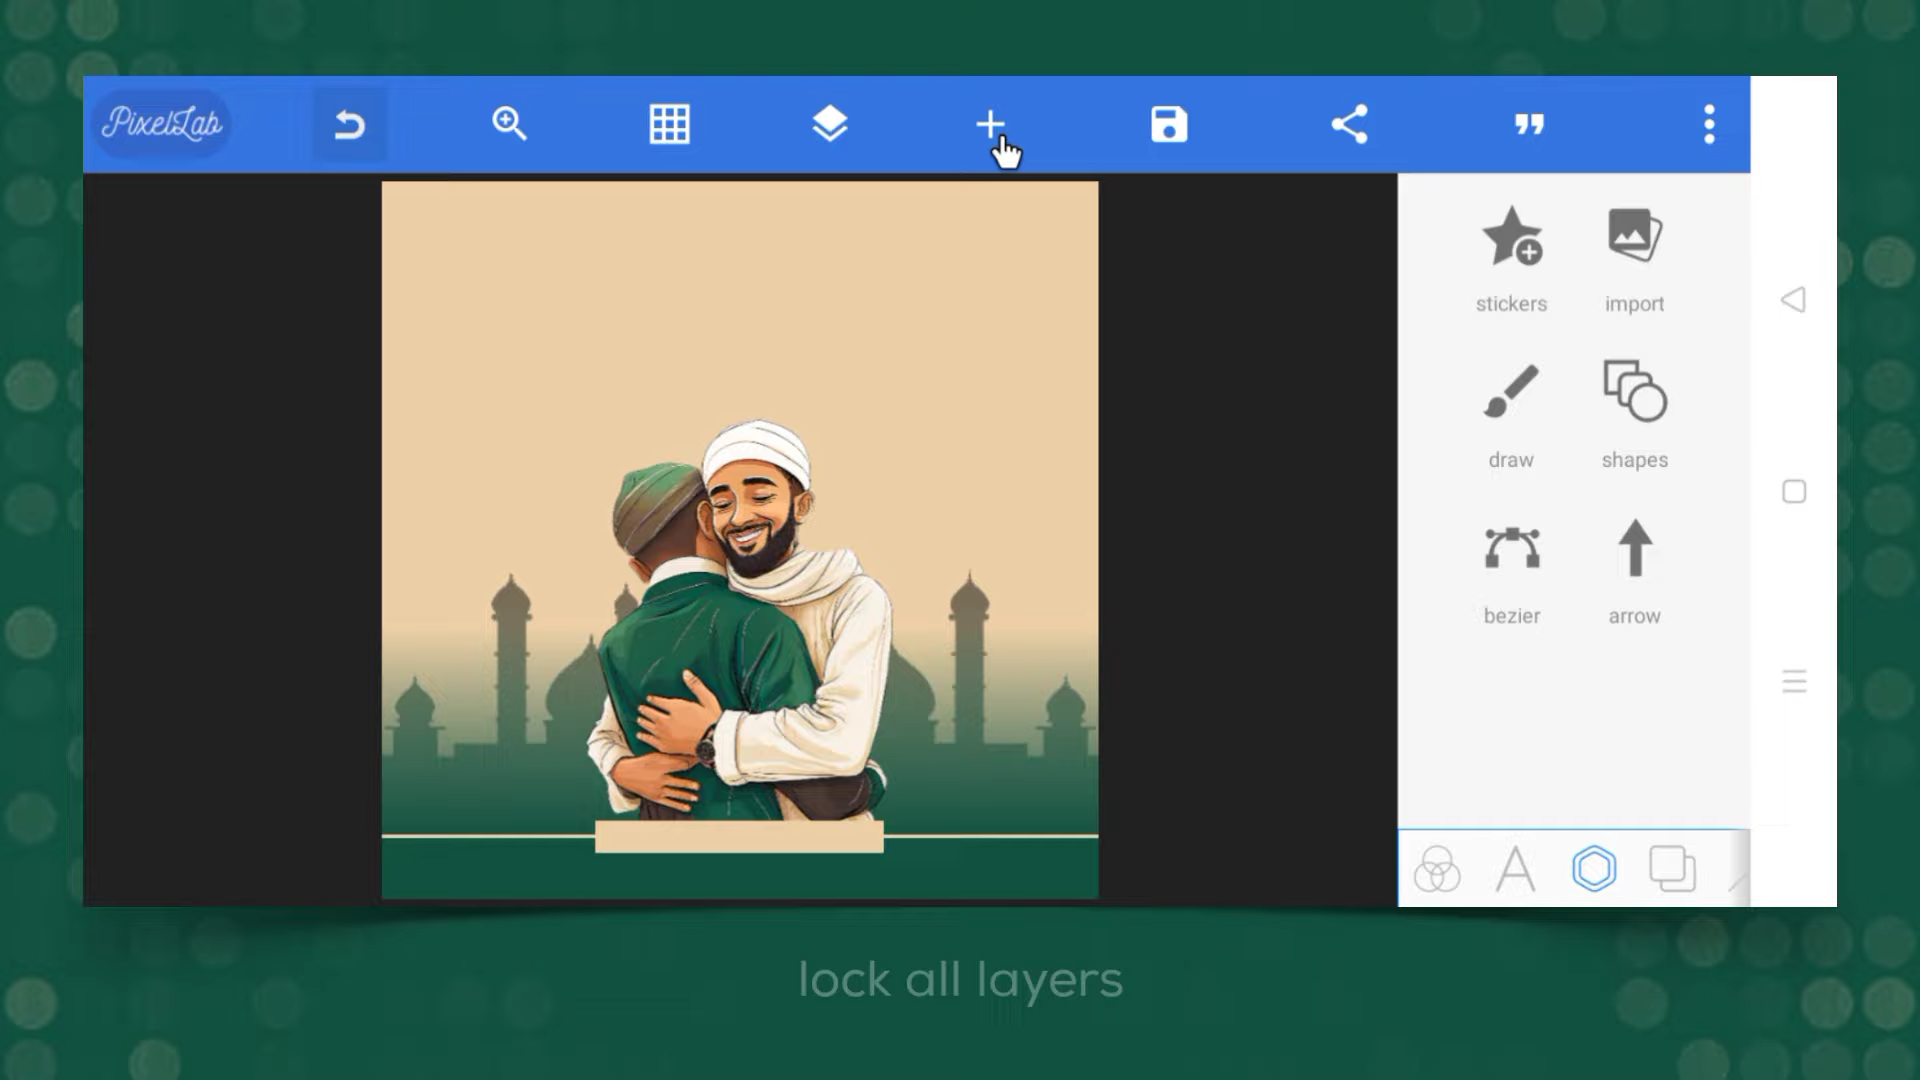 PixelLab
stickers
import
draw
shapes
bezier
arrow
lock all layers